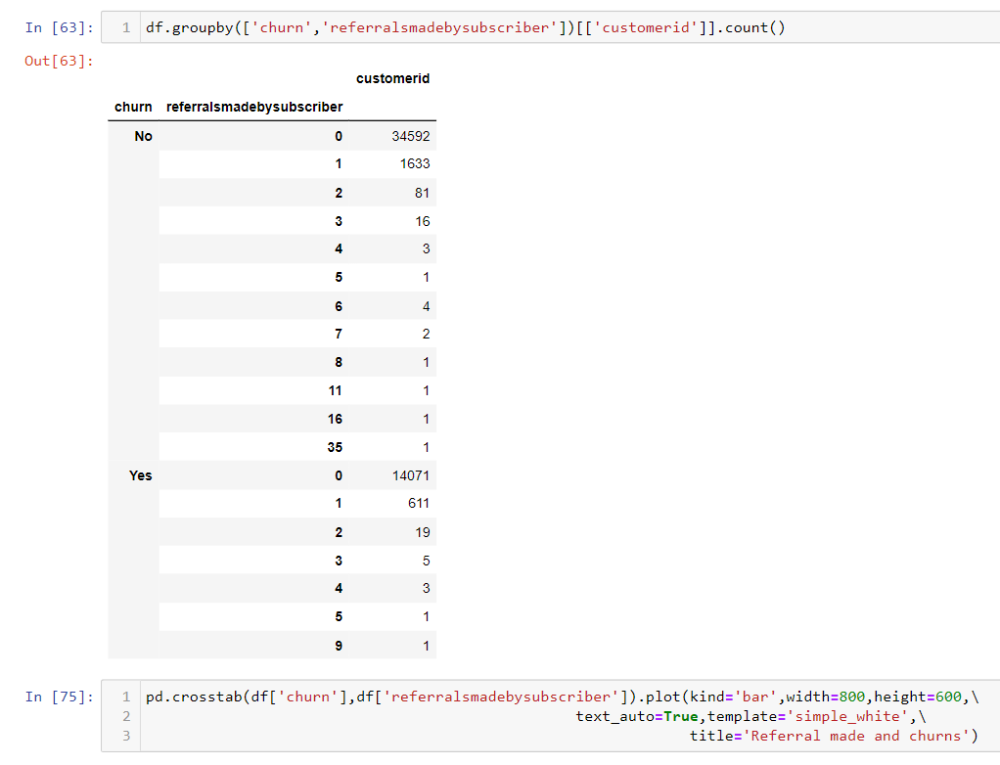 In [63]: 1 df.groupby(['churn','referralsmadebysubscriber'])[['customerid']].count()
Out[63]:
customerid
churn referralsmadebysubscriber
No 0 34592
1 1633
2 81
3 16
4 3
5 1
6 4
7 2
8 1
11 1
16 1
35 1
Yes 0 14071
1 611
2 19
3 5
4 3
5 1
9 1
In [75]: 1 pd.crosstab(df['churn'],df['referralsmadebysubscriber']).plot(kind='bar',width=800,height=600,\
2 text_auto=True,template='simple_white',\
3 title='Referral made and churns')